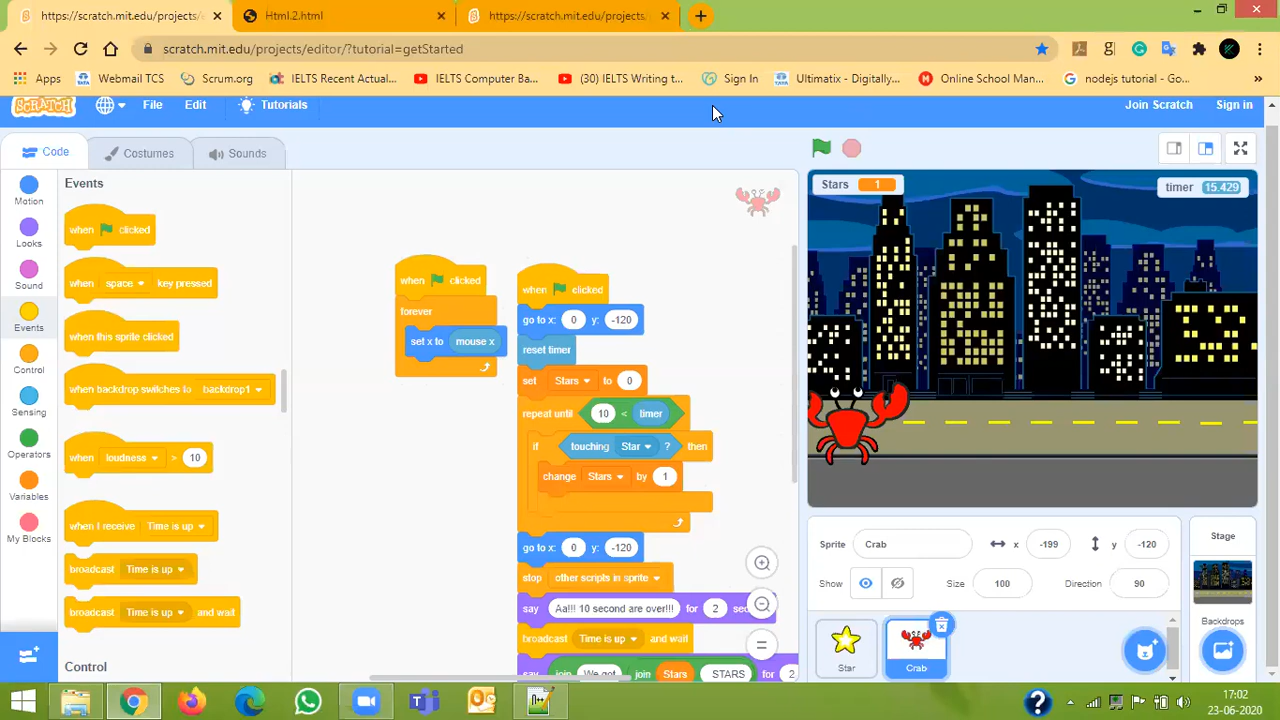 https://scratch.mit.edu/projects/e
Html.2.html
https://scratch.mit.edu/projects/
scratch.mit.edu/projects/editor/?tutorial=getStarted
Apps
Webmail TCS
Scrum.org
IELTS Recent Actual...
IELTS Computer Ba...
(30) IELTS Writing t...
Sign In
Ultimatix - Digitally...
Online School Man...
nodejs tutorial - Go...
»
SCRATCH
File
Edit
Tutorials
Join Scratch
Sign in
Code
Costumes
Sounds
Motion
Looks
Sound
Events
Control
Sensing
Operators
Variables
My Blocks
Events
when clicked
when space key pressed
when this sprite clicked
when backdrop switches to backdrop1
when loudness > 10
when I receive Time is up
broadcast Time is up
broadcast Time is up and wait
Control
when clicked
forever
set x to mouse x
when clicked
go to x: 0 y: -120
reset timer
set Stars to 0
repeat until 10 < timer
if touching Star ? then
change Stars by 1
go to x: 0 y: -120
stop other scripts in sprite
say Aa!!! 10 second are over!!! for 2 sec
broadcast Time is up and wait
say join We got join Stars STARS for 2
Stars 1
timer 15.429
Sprite
Crab
x -199
y -120
Show
Size 100
Direction 90
Star
Crab
Stage
Backdrops
17:02
23-06-2020